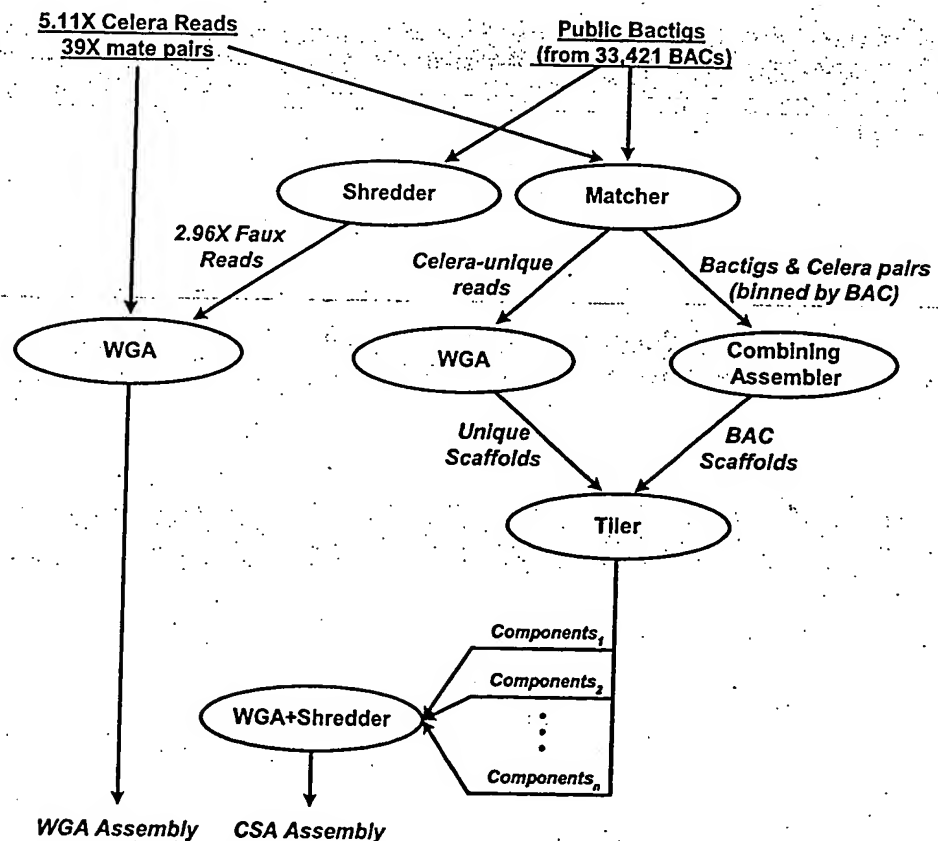 5.11X Celera Reads
39X mate pairs
Public Bactigs
(from 33,421 BACs)
Shredder
Matcher
2.96X Faux
Reads
Celera-unique
reads
Bactigs & Celera pairs
(binned by BAC)
WGA
WGA
Combining
Assembler
Unique
Scaffolds
BAC
Scaffolds
Tiler
Components1
Components2
WGA+Shredder
Componentsn
WGA Assembly
CSA Assembly